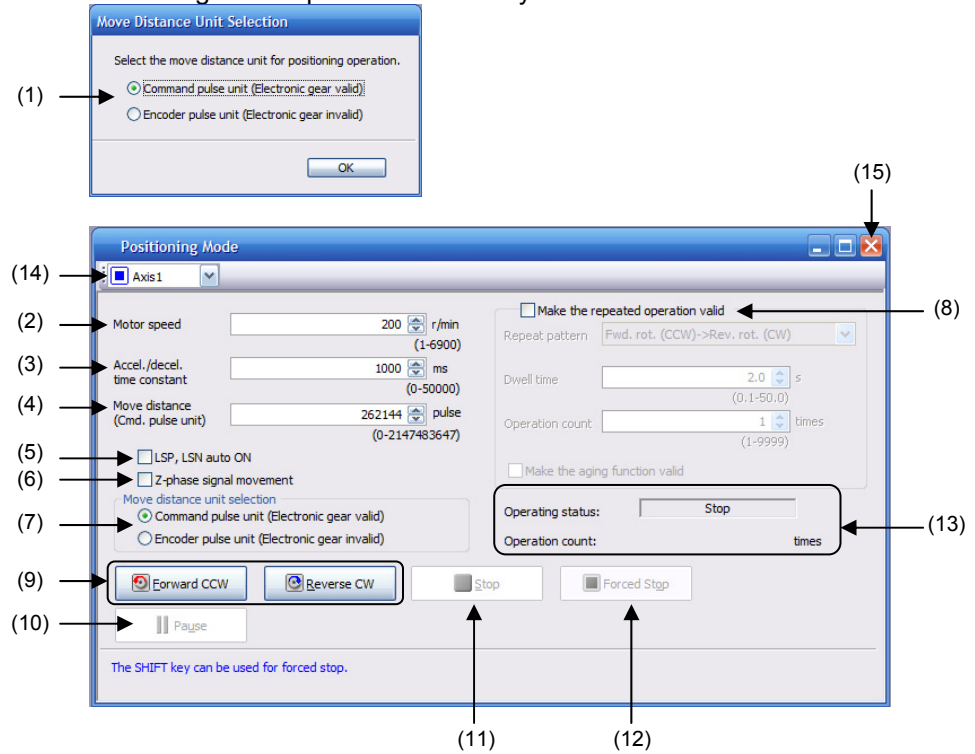 Move Distance Unit Selection
Select the move distance unit for positioning operation.
(1)
Command pulse unit (Electronic gear valid)
Encoder pulse unit (Electronic gear invalid)
OK
(15)
Positioning Mode
(14) Axis1
(2) Motor speed 200 r/min
(1-6900)
(3) Accel./decel. time constant 1000 ms
(0-50000)
(4) Move distance (Cmd. pulse unit) 262144 pulse
(0-2147483647)
(5) LSP, LSN auto ON
(6) Z-phase signal movement
Move distance unit selection
(7) Command pulse unit (Electronic gear valid)
Encoder pulse unit (Electronic gear invalid)
Make the repeated operation valid (8)
Repeat pattern Fwd. rot. (CCW)->Rev. rot. (CW)
Dwell time 2.0 s
(0.1-50.0)
Operation count 1 times
(1-9999)
Make the aging function valid
Operating status: Stop
(13)
Operation count: times
(9) Forward CCW Reverse CW Stop Forced Stop
(10) Pause
The SHIFT key can be used for forced stop.
(11) (12)